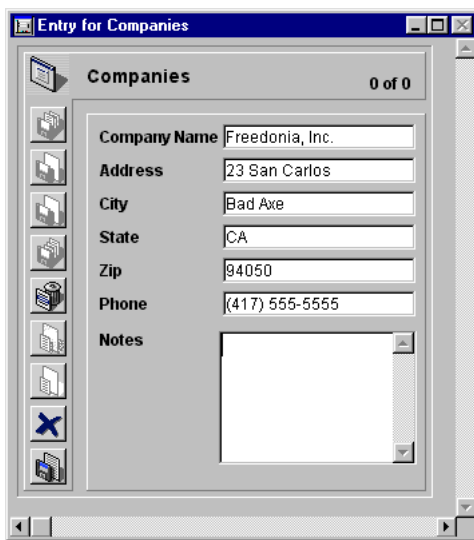 Entry for Companies
Companies 0 of 0
Company Name Freedonia, Inc.
Address 23 San Carlos
City Bad Axe
State CA
Zip 94050
Phone (417) 555-5555
Notes